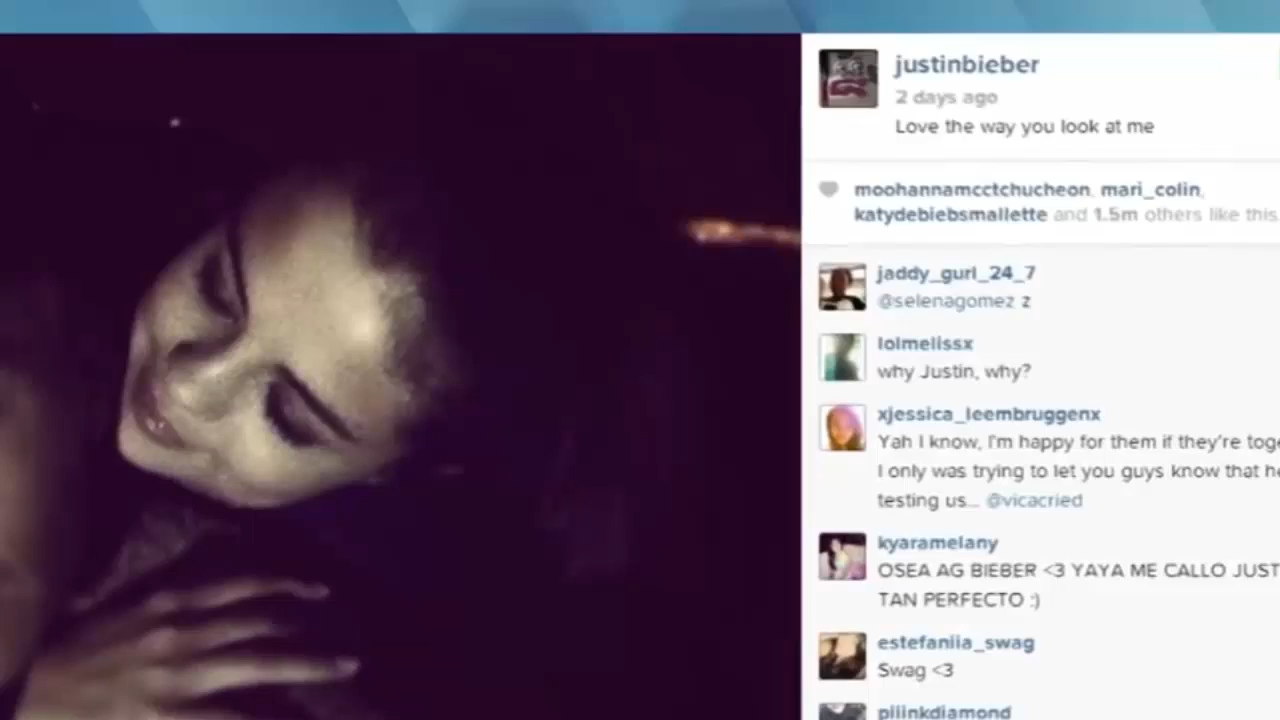 justinbieber
2 days ago
Love the way you look at me
moohannamcctchucheon, mari_colin,
katydebiebsmallette and 1.5m others like this.
jaddy_gurl_24_7
@selenagomez z
lolmelissx
why Justin, why?
xjessica_leembruggenx
Yah I know, I'm happy for them if they're toge
I only was trying to let you guys know that he
testing us... @vicacried
kyaramelany
OSEA AG BIEBER <3 YAYA ME CALLO JUST
TAN PERFECTO :)
estefaniia_swag
Swag <3
piiinkdiamond